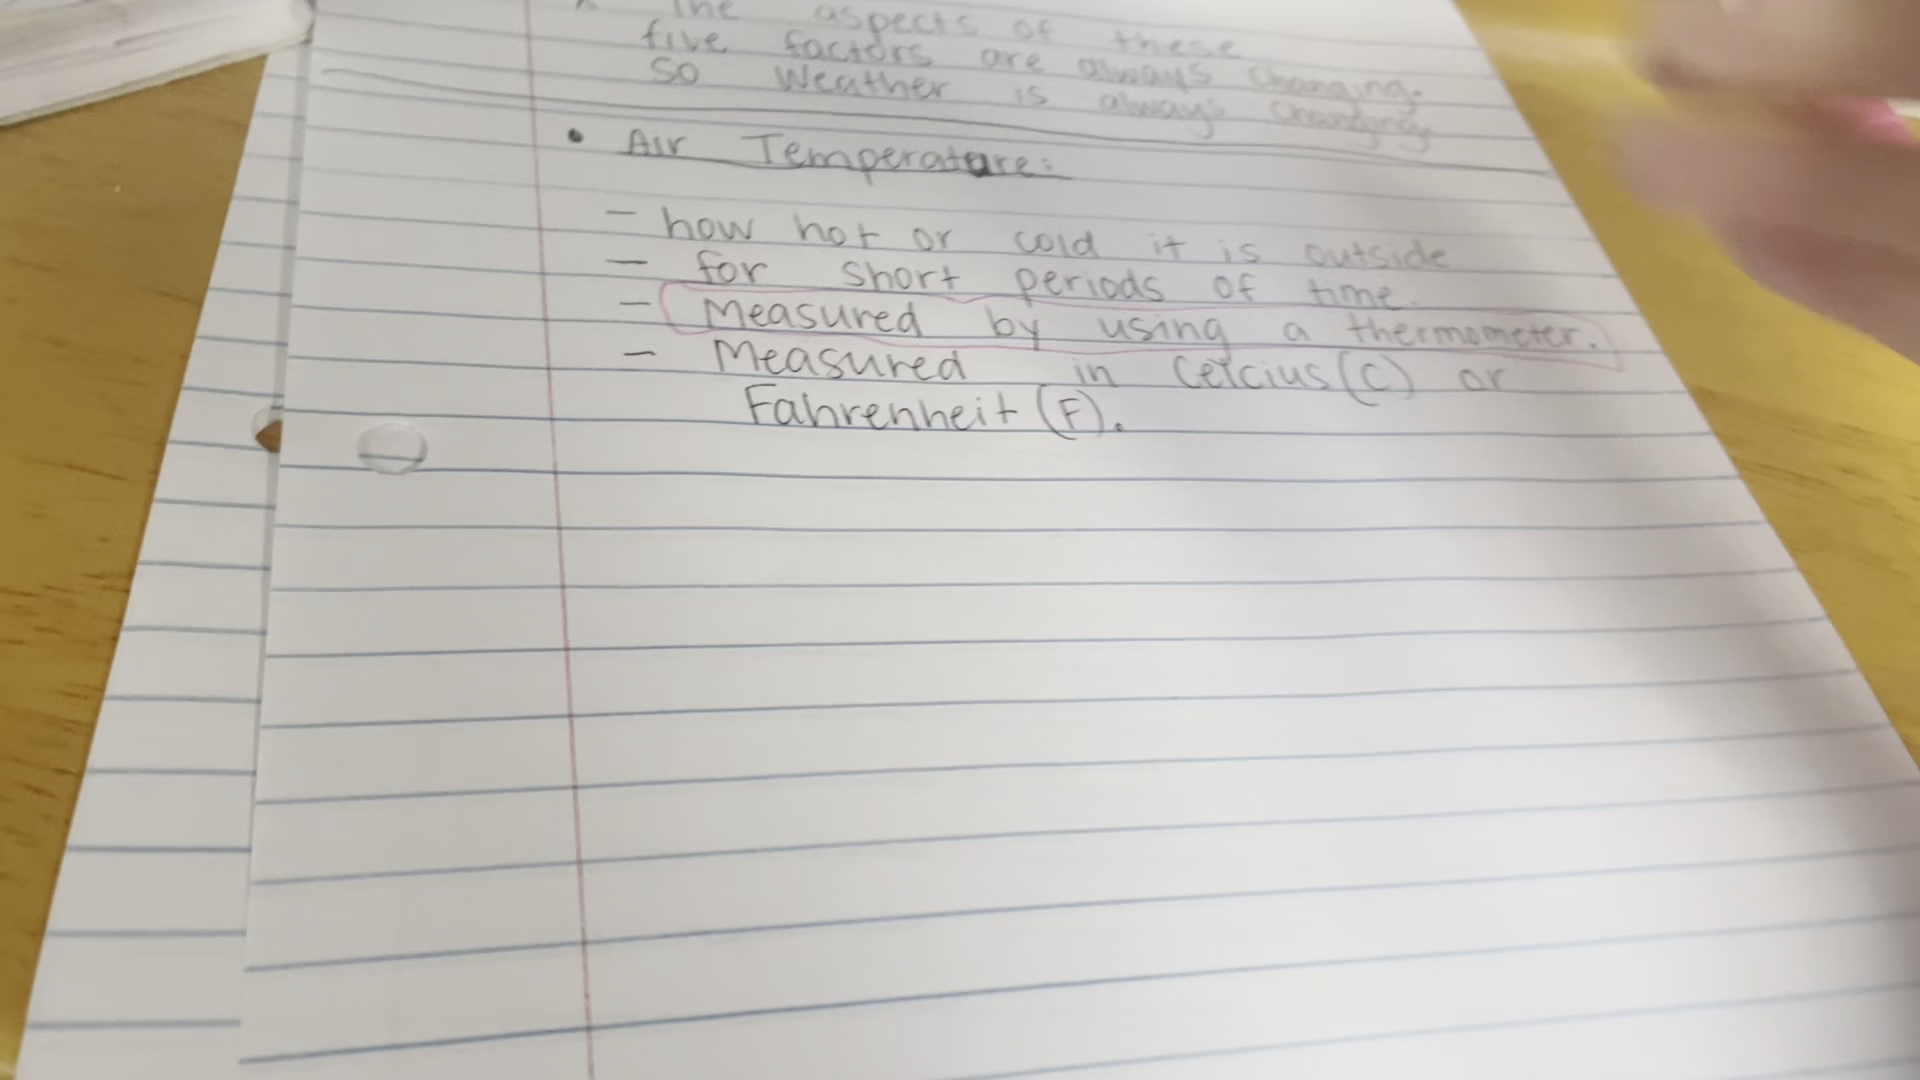 The aspects of these
five factors are always changing.
so Weather is always changing
• Air Temperature:
- how hot or cold it is outside
- for short periods of time.
- Measured by using a thermometer.
- Measured in Celcius (C) or
Fahrenheit (F).